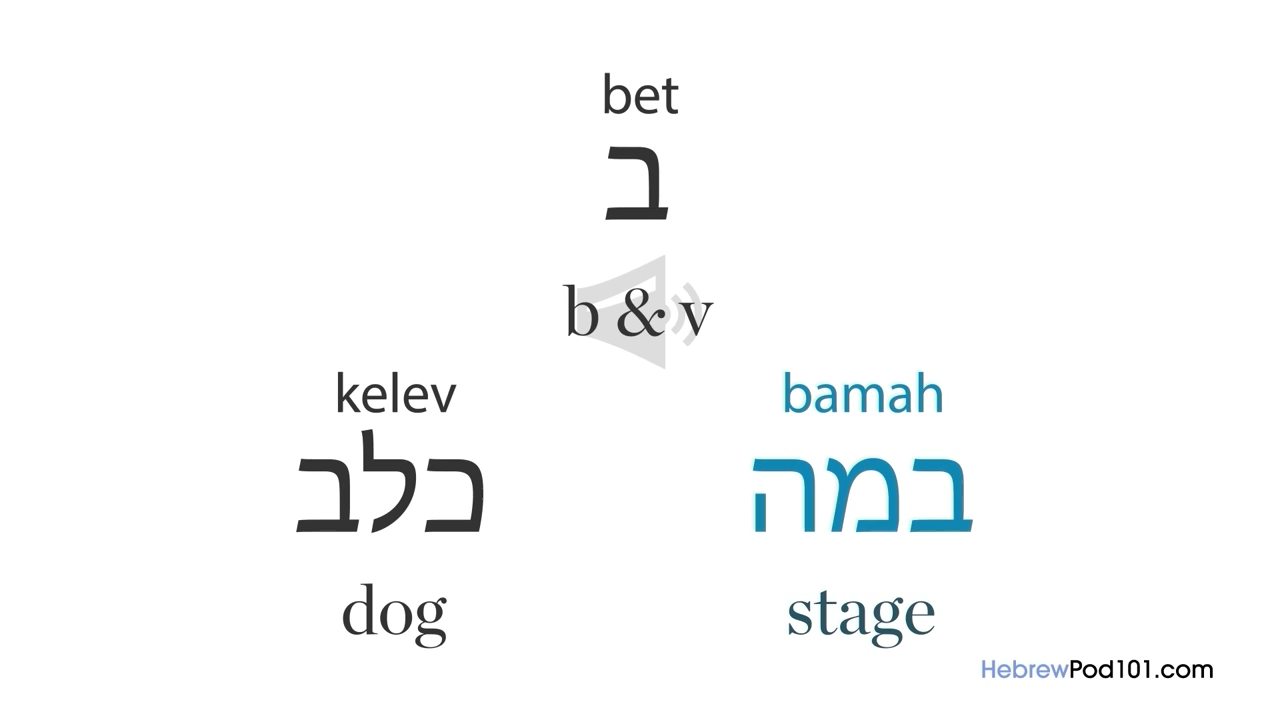 bet
ב
b & v
kelev
כלב
dog
bamah
במה
stage
HebrewPod101.com